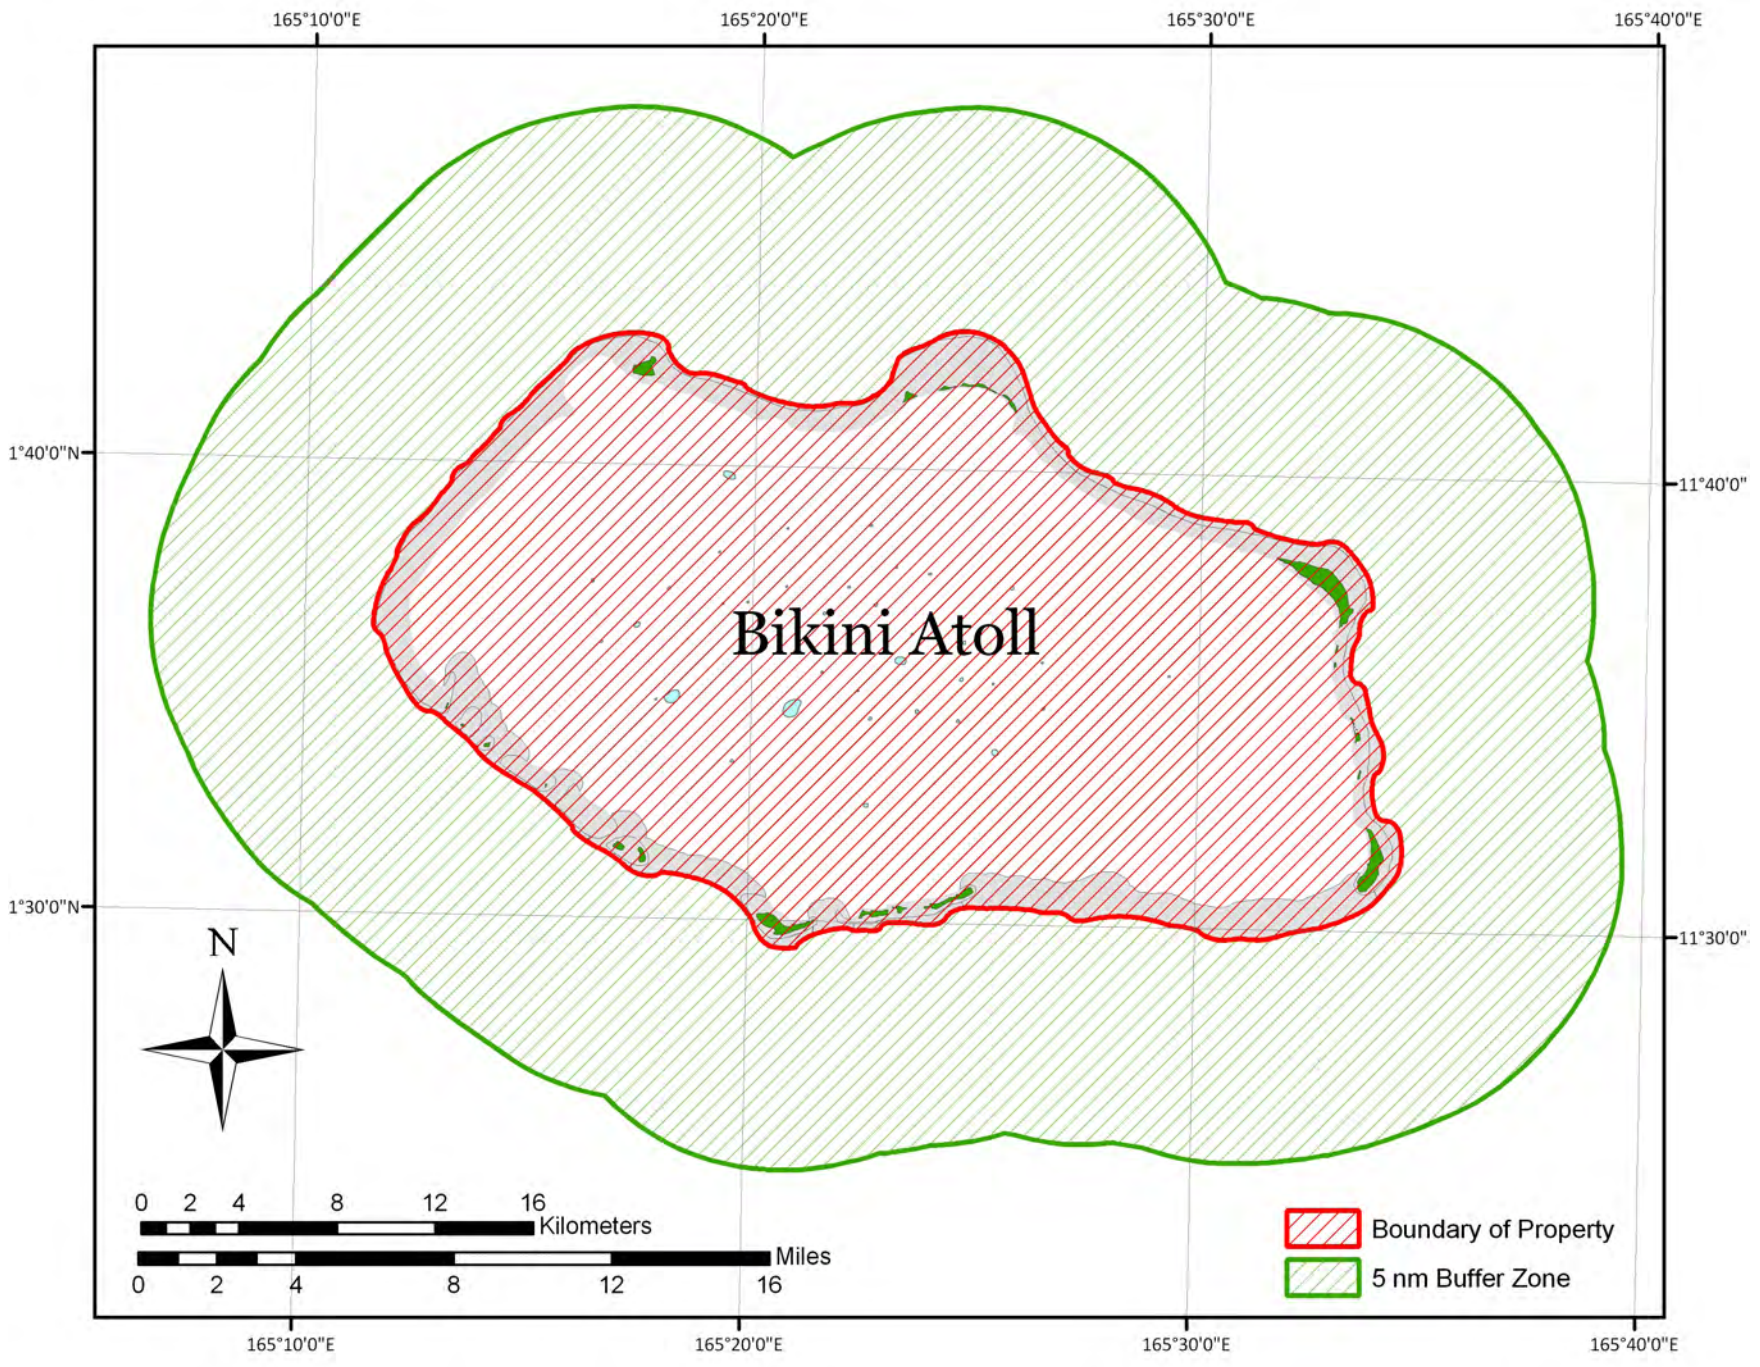 165°10'0"E 165°20'0"E 165°30'0"E 165°40'0"E
1°40'0"N
11°40'0"
Bikini Atoll
1°30'0"N
11°30'0"
N
0 2 4 8 12 16
Kilometers
Miles
0 2 4 8 12 16
Boundary of Property
5 nm Buffer Zone
165°10'0"E 165°20'0"E 165°30'0"E 165°40'0"E